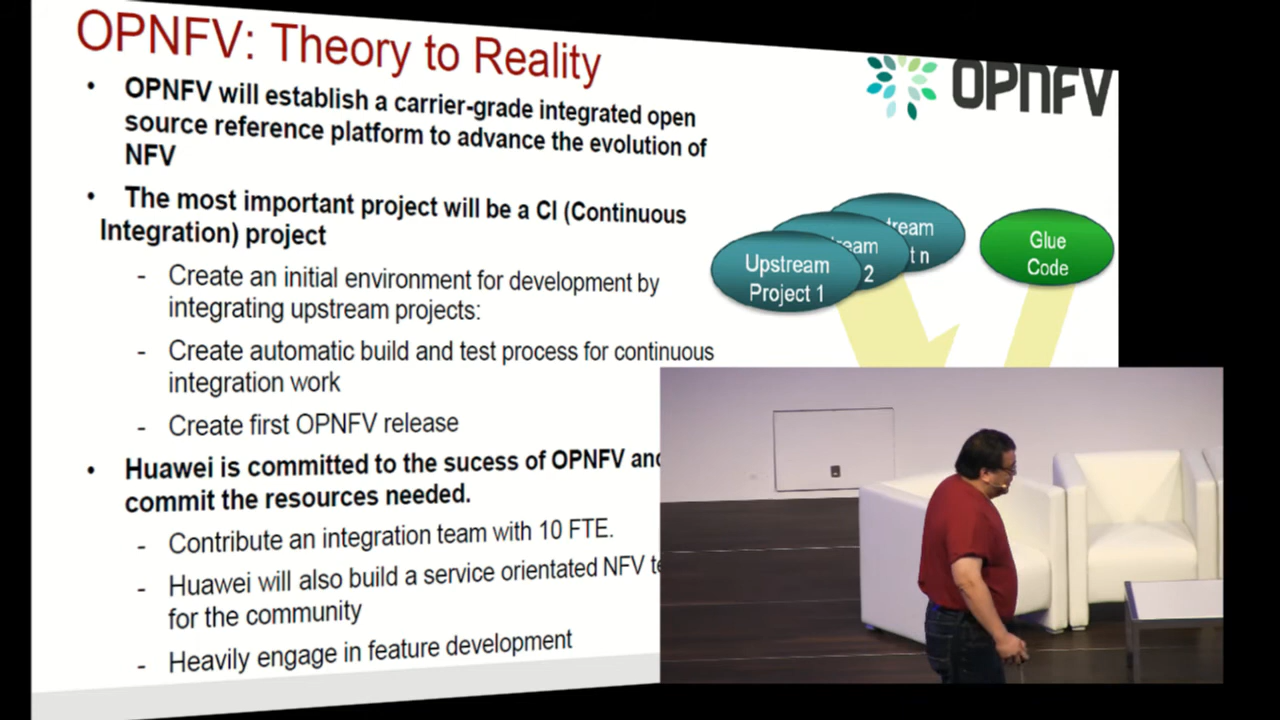 OPNFV: Theory to Reality
OPNFV
• OPNFV will establish a carrier-grade integrated open
source reference platform to advance the evolution of
NFV
• The most important project will be a CI (Continuous
Integration) project
- Create an initial environment for development by
integrating upstream projects:
- Create automatic build and test process for continuous
integration work
- Create first OPNFV release
• Huawei is committed to the sucess of OPNFV and
commit the resources needed.
- Contribute an integration team with 10 FTE.
- Huawei will also build a service orientated NFV
for the community
- Heavily engage in feature development
Upstream
Project 1
2
n
Glue
Code